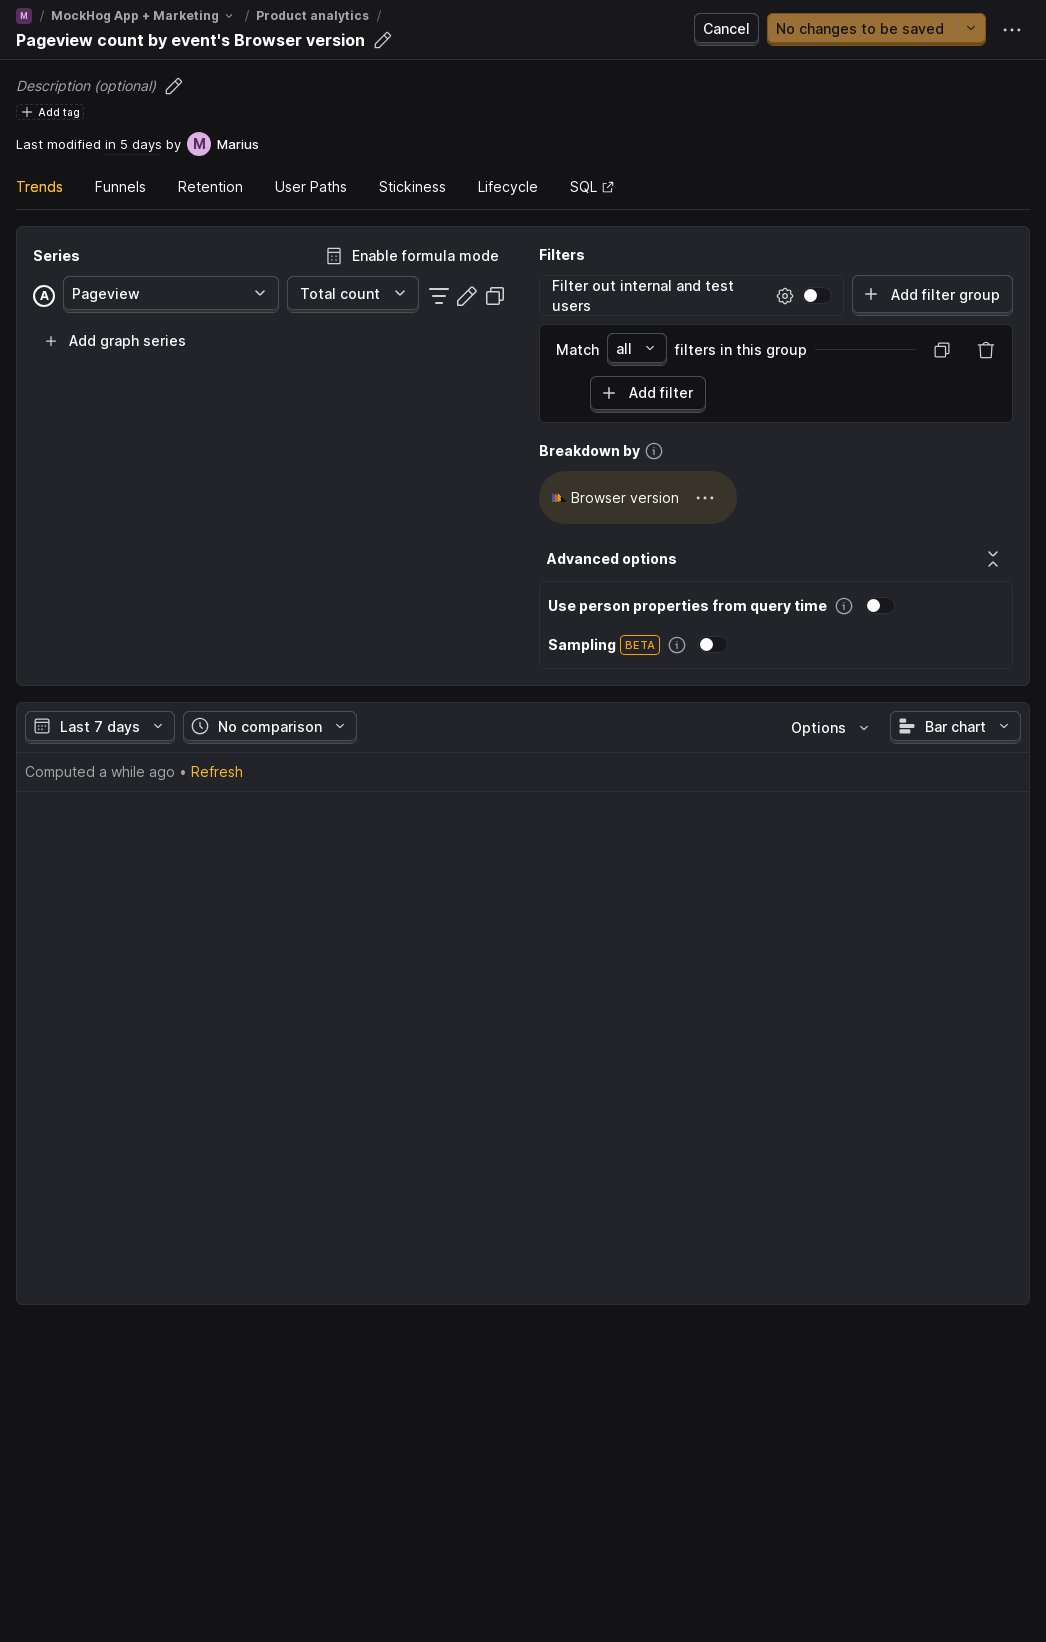 M / MockHog App + Marketing / Product analytics /
Pageview count by event's Browser version
Cancel
No changes to be saved
Description (optional)
Add tag
Last modified in 5 days by M Marius
Trends Funnels Retention User Paths Stickiness Lifecycle SQL
Series
Enable formula mode
A Pageview Total count
Add graph series
Filters
Filter out internal and test
users
Add filter group
Match all filters in this group
Add filter
Breakdown by
Browser version
Advanced options
Use person properties from query time
Sampling BETA
Last 7 days No comparison Options Bar chart
Computed a while ago • Refresh